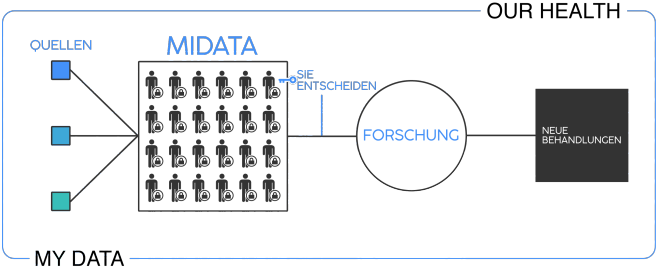 OUR HEALTH
QUELLEN
MIDATA
SIE
ENTSCHEIDEN
FORSCHUNG
NEUE
BEHANDLUNGEN
MY DATA